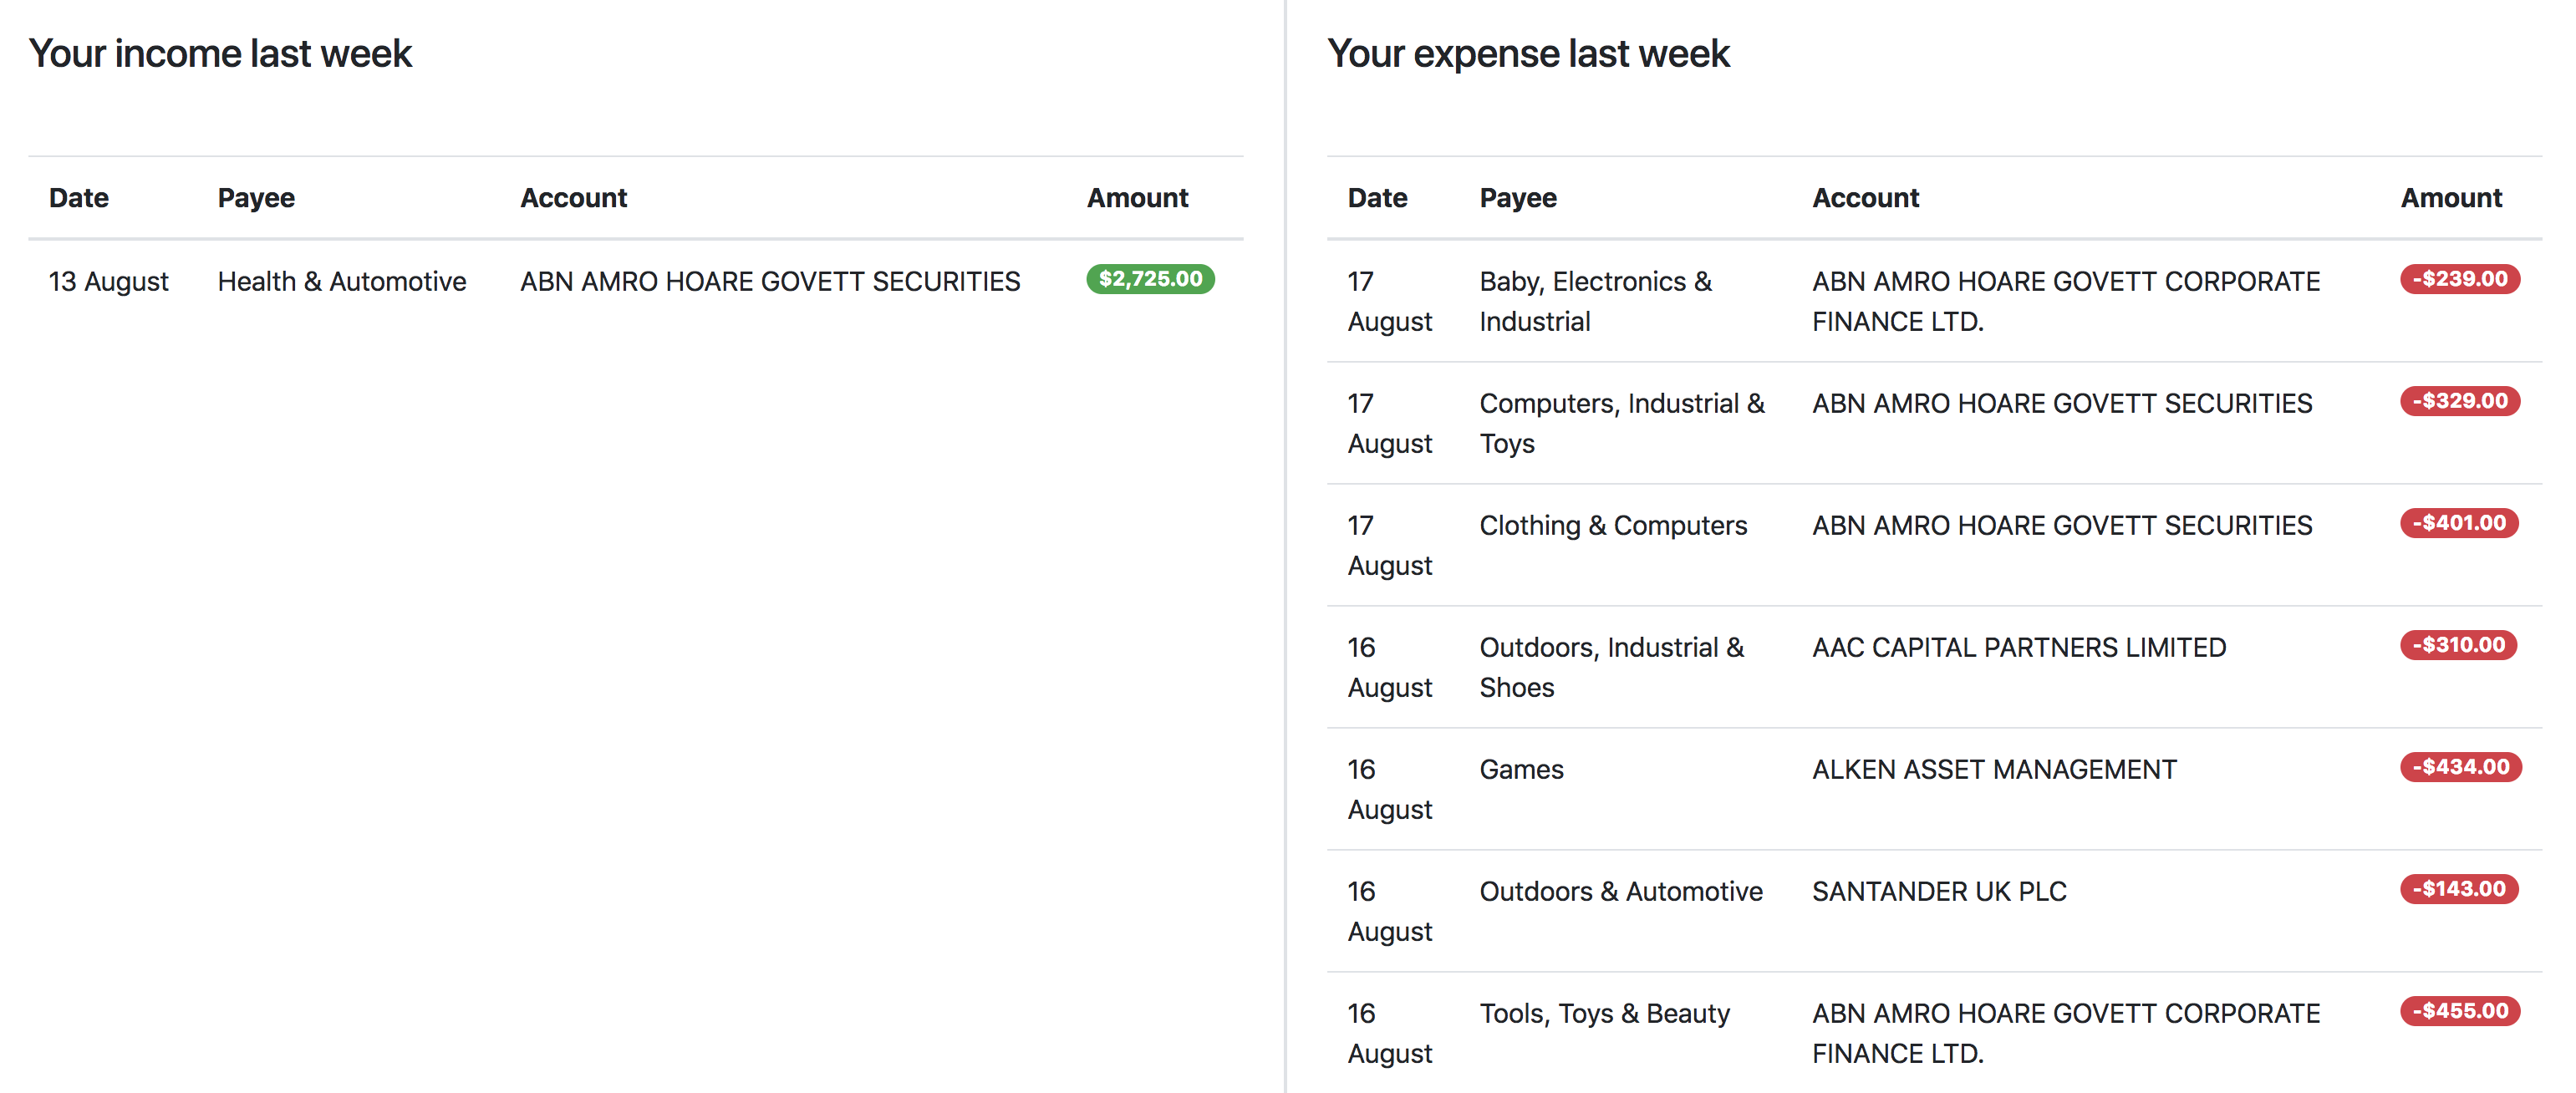 Your income last week
Date Payee Account Amount
13 August Health & Automotive ABN AMRO HOARE GOVETT SECURITIES $2,725.00
Your expense last week
Date Payee Account Amount
17 Baby, Electronics & ABN AMRO HOARE GOVETT CORPORATE -$239.00
August Industrial FINANCE LTD.
17 Computers, Industrial & ABN AMRO HOARE GOVETT SECURITIES -$329.00
August Toys
17 Clothing & Computers ABN AMRO HOARE GOVETT SECURITIES -$401.00
August
16 Outdoors, Industrial & AAC CAPITAL PARTNERS LIMITED -$310.00
August Shoes
16 Games ALKEN ASSET MANAGEMENT -$434.00
August
16 Outdoors & Automotive SANTANDER UK PLC -$143.00
August
16 Tools, Toys & Beauty ABN AMRO HOARE GOVETT CORPORATE -$455.00
August FINANCE LTD.